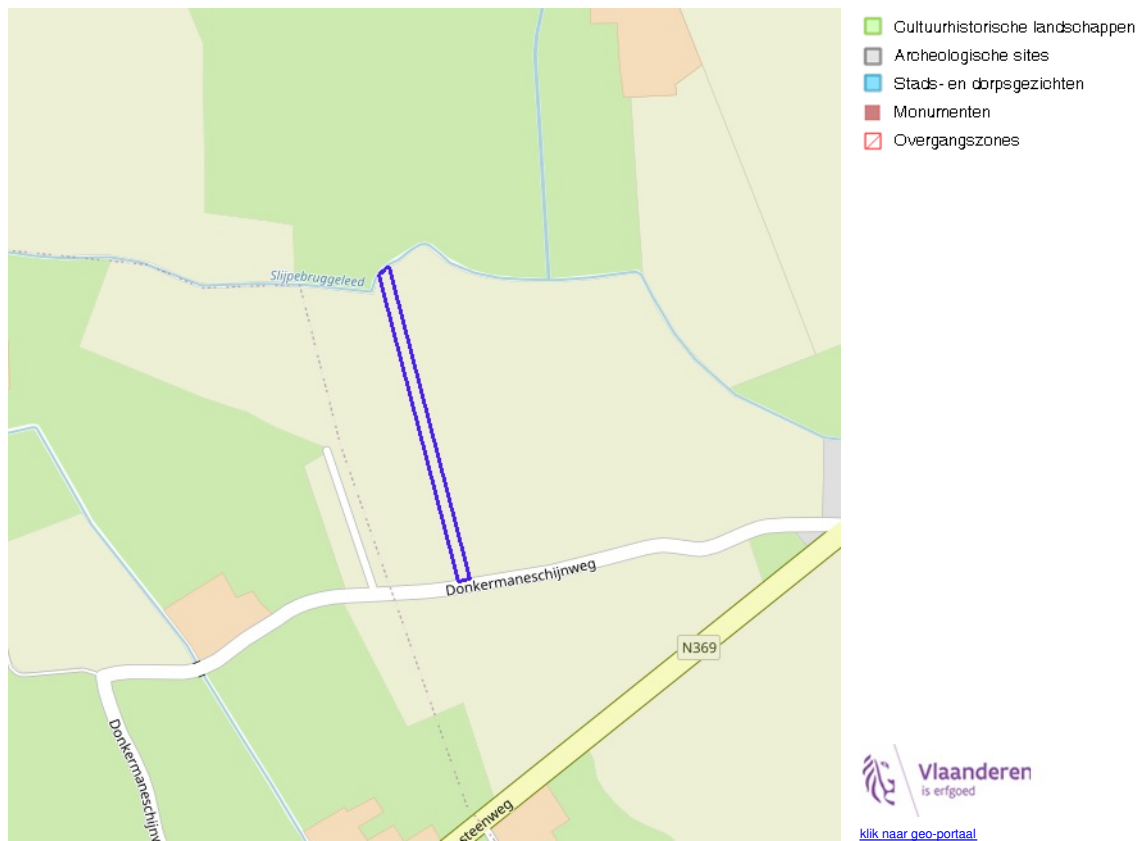 Cultuurhistorische landschappen
Archeologische sites
Stads- en dorpsgezichten
Monumenten
Overgangszones
Slijpebruggeleed
Donkermaneschijnweg
N369
Donkermaneschijnw
steenweg
Vlaanderen
is erfgoed
klik naar geo-portaal